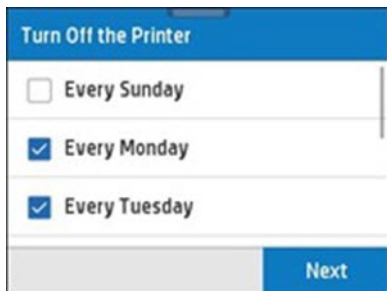 Turn Off the Printer
Every Sunday
Every Monday
Every Tuesday
Next